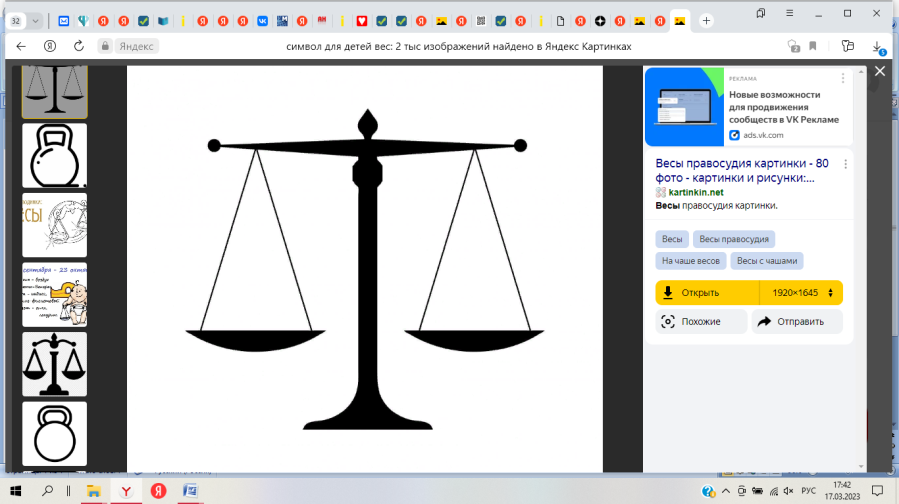 32
Яндекс
символ для детей вес: 2 тыс изображений найдено в Яндекс Картинках
РЕКЛАМА
Новые возможности
для продвижения
сообществ в VK Рекламе
ads.vk.com
Весы правосудия картинки - 80
фото - картинки и рисунки:...
kartinkin.net
Весы правосудия картинки.
Весы
Весы правосудия
На чаше весов
Весы с чашами
Открыть
1920×1645
Похожие
Отправить
РУС
17:42
17.03.2023